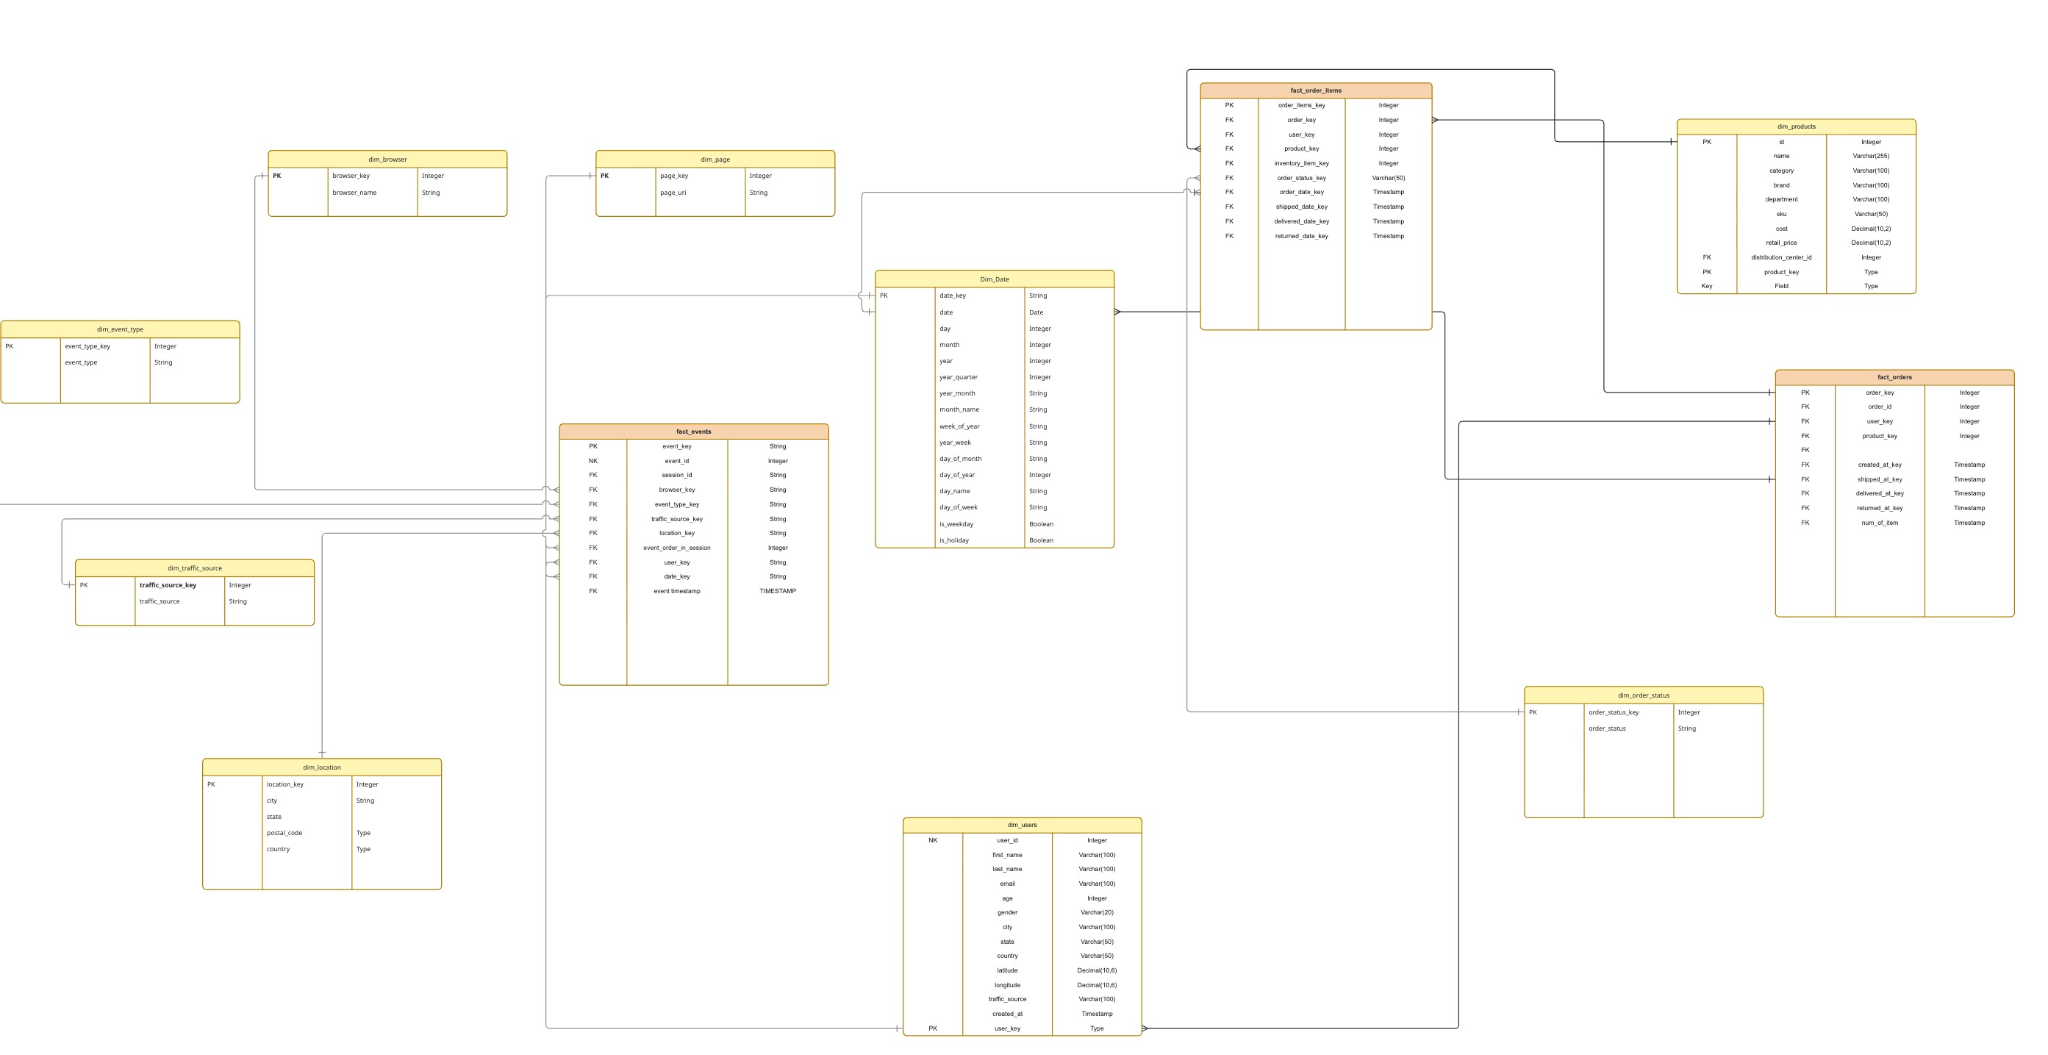 fact_order_items
PK order_items_key Integer
FK order_key Integer
FK user_key Integer
FK product_key Integer
FK inventory_item_key Integer
FK order_status_key Varchar(50)
FK order_date_key Timestamp
FK shipped_date_key Timestamp
FK delivered_date_key Timestamp
FK returned_date_key Timestamp
dim_products
PK id Integer
name Varchar(255)
category Varchar(100)
brand Varchar(100)
department Varchar(100)
sku Varchar(50)
cost Decimal(10,2)
retail_price Decimal(10,2)
FK distribution_center_id Integer
PK product_key Type
Key Field Type
dim_browser
PK browser_key Integer
browser_name String
dim_page
PK page_key Integer
page_uri String
Dim_Date
PK date_key String
date Date
day Integer
month Integer
year Integer
year_quarter Integer
year_month String
month_name String
week_of_year String
year_week String
day_of_month String
day_of_year Integer
day_name String
day_of_week String
is_weekday Boolean
is_holiday Boolean
dim_event_type
PK event_type_key Integer
event_type String
fact_orders
PK order_key Integer
FK order_id Integer
FK user_key Integer
FK product_key Integer
FK
FK created_at_key Timestamp
FK shipped_at_key Timestamp
FK delivered_at_key Timestamp
FK returned_at_key Timestamp
FK num_of_item Timestamp
fact_events
PK event_key String
NK event_id Integer
FK session_id String
FK browser_key String
FK event_type_key String
FK traffic_source_key String
FK location_key String
FK event_order_in_session Integer
FK user_key String
FK date_key String
FK event timestamp TIMESTAMP
dim_traffic_source
PK traffic_source_key Integer
traffic_source String
dim_order_status
PK order_status_key Integer
order_status String
dim_location
PK location_key Integer
city String
state
postal_code Type
country Type
dim_users
NK user_id Integer
first_name Varchar(100)
last_name Varchar(100)
email Varchar(100)
age Integer
gender Varchar(20)
city Varchar(100)
state Varchar(50)
country Varchar(50)
latitude Decimal(10,6)
longitude Decimal(10,6)
traffic_source Varchar(100)
created_at Timestamp
PK user_key Type